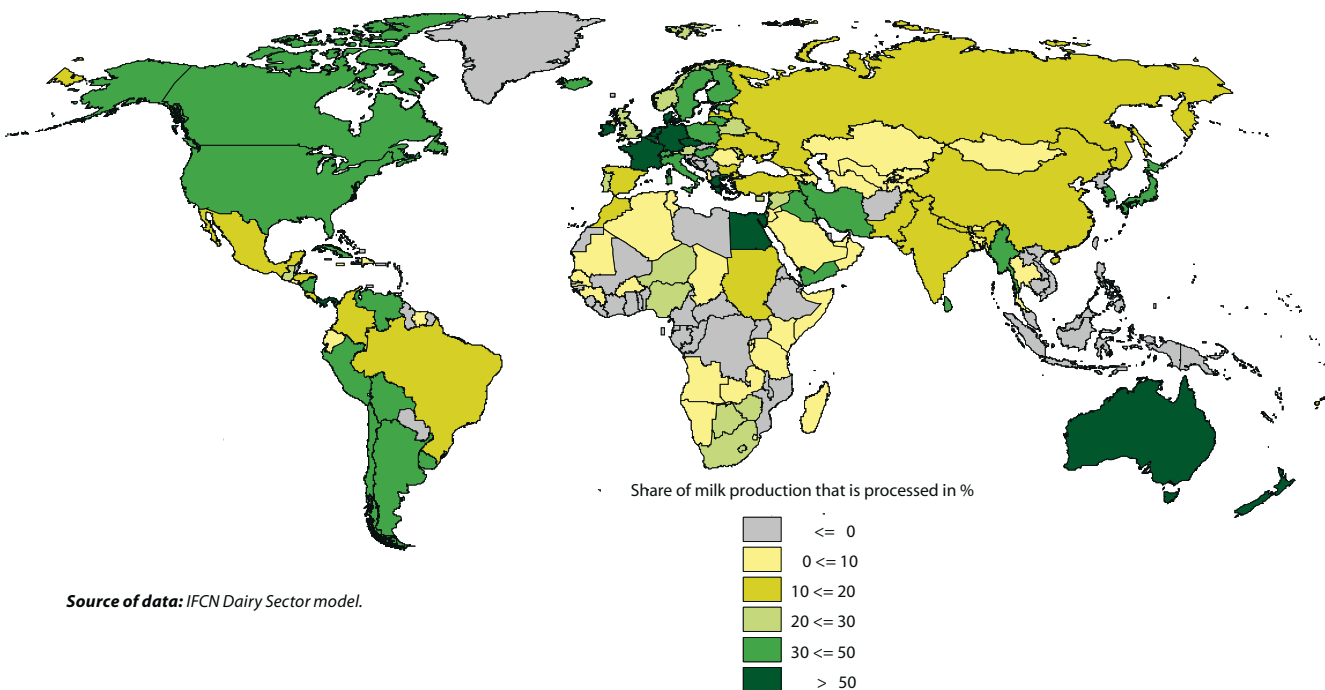 Share of milk production that is processed in %
<= 0
0 <= 10
10 <= 20
20 <= 30
30 <= 50
> 50
Source of data: IFCN Dairy Sector model.